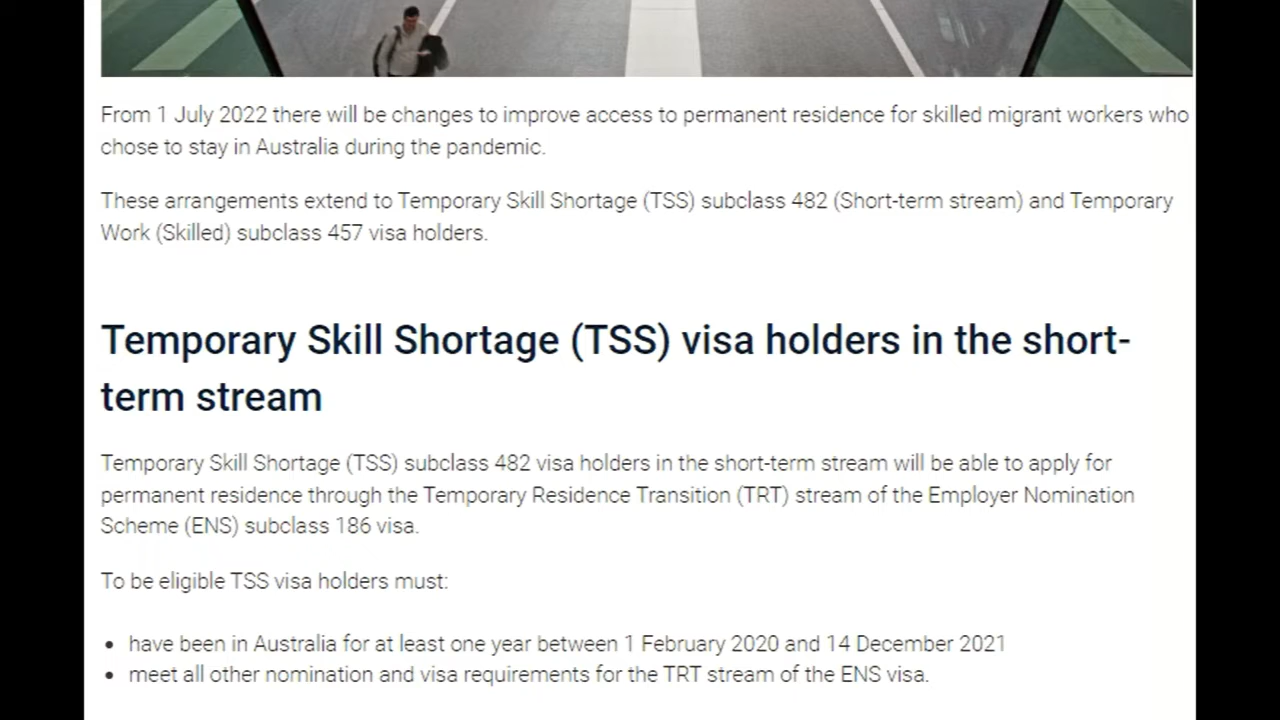 From 1 July 2022 there will be changes to improve access to permanent residence for skilled migrant workers who
chose to stay in Australia during the pandemic.
These arrangements extend to Temporary Skill Shortage (TSS) subclass 482 (Short-term stream) and Temporary
Work (Skilled) subclass 457 visa holders.
Temporary Skill Shortage (TSS) visa holders in the short-
term stream
Temporary Skill Shortage (TSS) subclass 482 visa holders in the short-term stream will be able to apply for
permanent residence through the Temporary Residence Transition (TRT) stream of the Employer Nomination
Scheme (ENS) subclass 186 visa.
To be eligible TSS visa holders must:
• have been in Australia for at least one year between 1 February 2020 and 14 December 2021
• meet all other nomination and visa requirements for the TRT stream of the ENS visa.